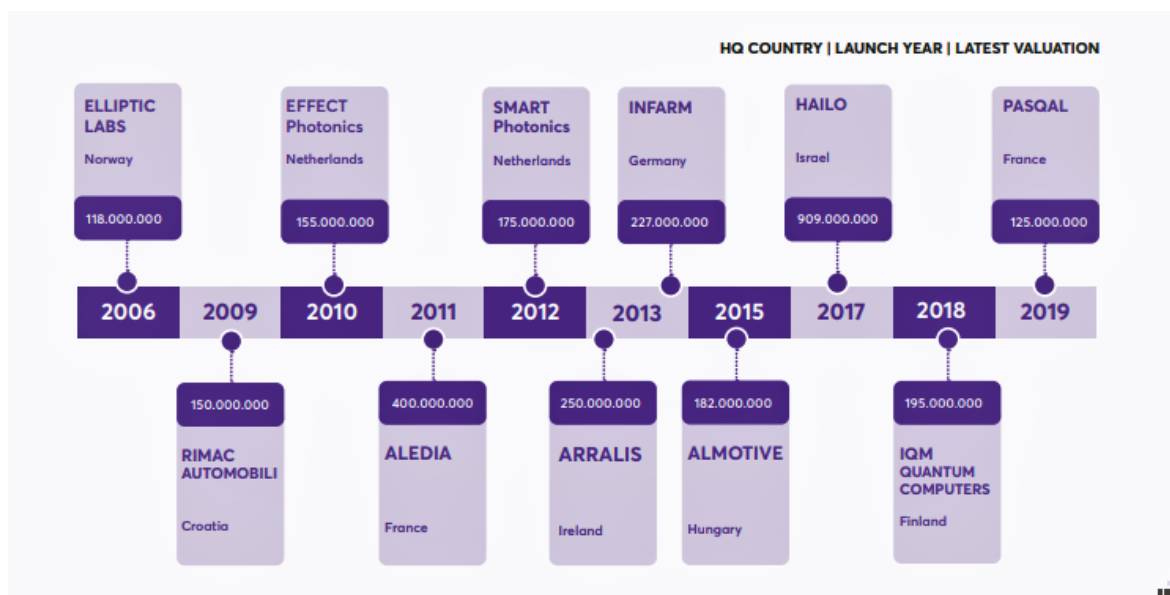 HQ COUNTRY | LAUNCH YEAR | LATEST VALUATION
ELLIPTIC
LABS
Norway
118.000.000
EFFECT
Photonics
Netherlands
155.000.000
SMART
Photonics
Netherlands
175.000.000
INFARM
Germany
227.000.000
HAILO
Israel
909.000.000
PASQAL
France
125.000.000
2006 2009 2010 2011 2012 2013 2015 2017 2018 2019
150.000.000
RIMAC
AUTOMOBILI
Croatia
400.000.000
ALEDIA
France
250.000.000
ARRALIS
Ireland
182.000.000
ALMOTIVE
Hungary
195.000.000
IQM
QUANTUM
COMPUTERS
Finland